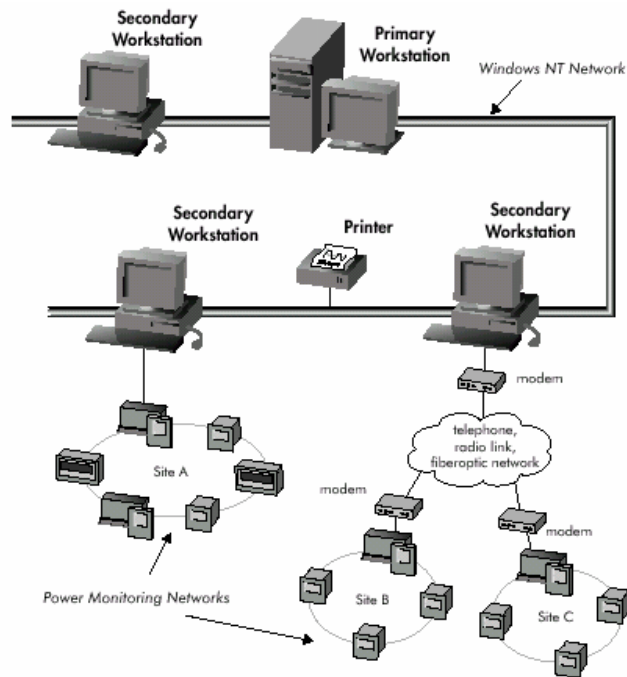 Secondary
Workstation
Primary
Workstation
Windows NT Network
Secondary
Workstation
Printer
Secondary
Workstation
modem
telephone,
radio link,
fiberoptic network
Site A
modem
modem
Power Monitoring Networks
Site B
Site C